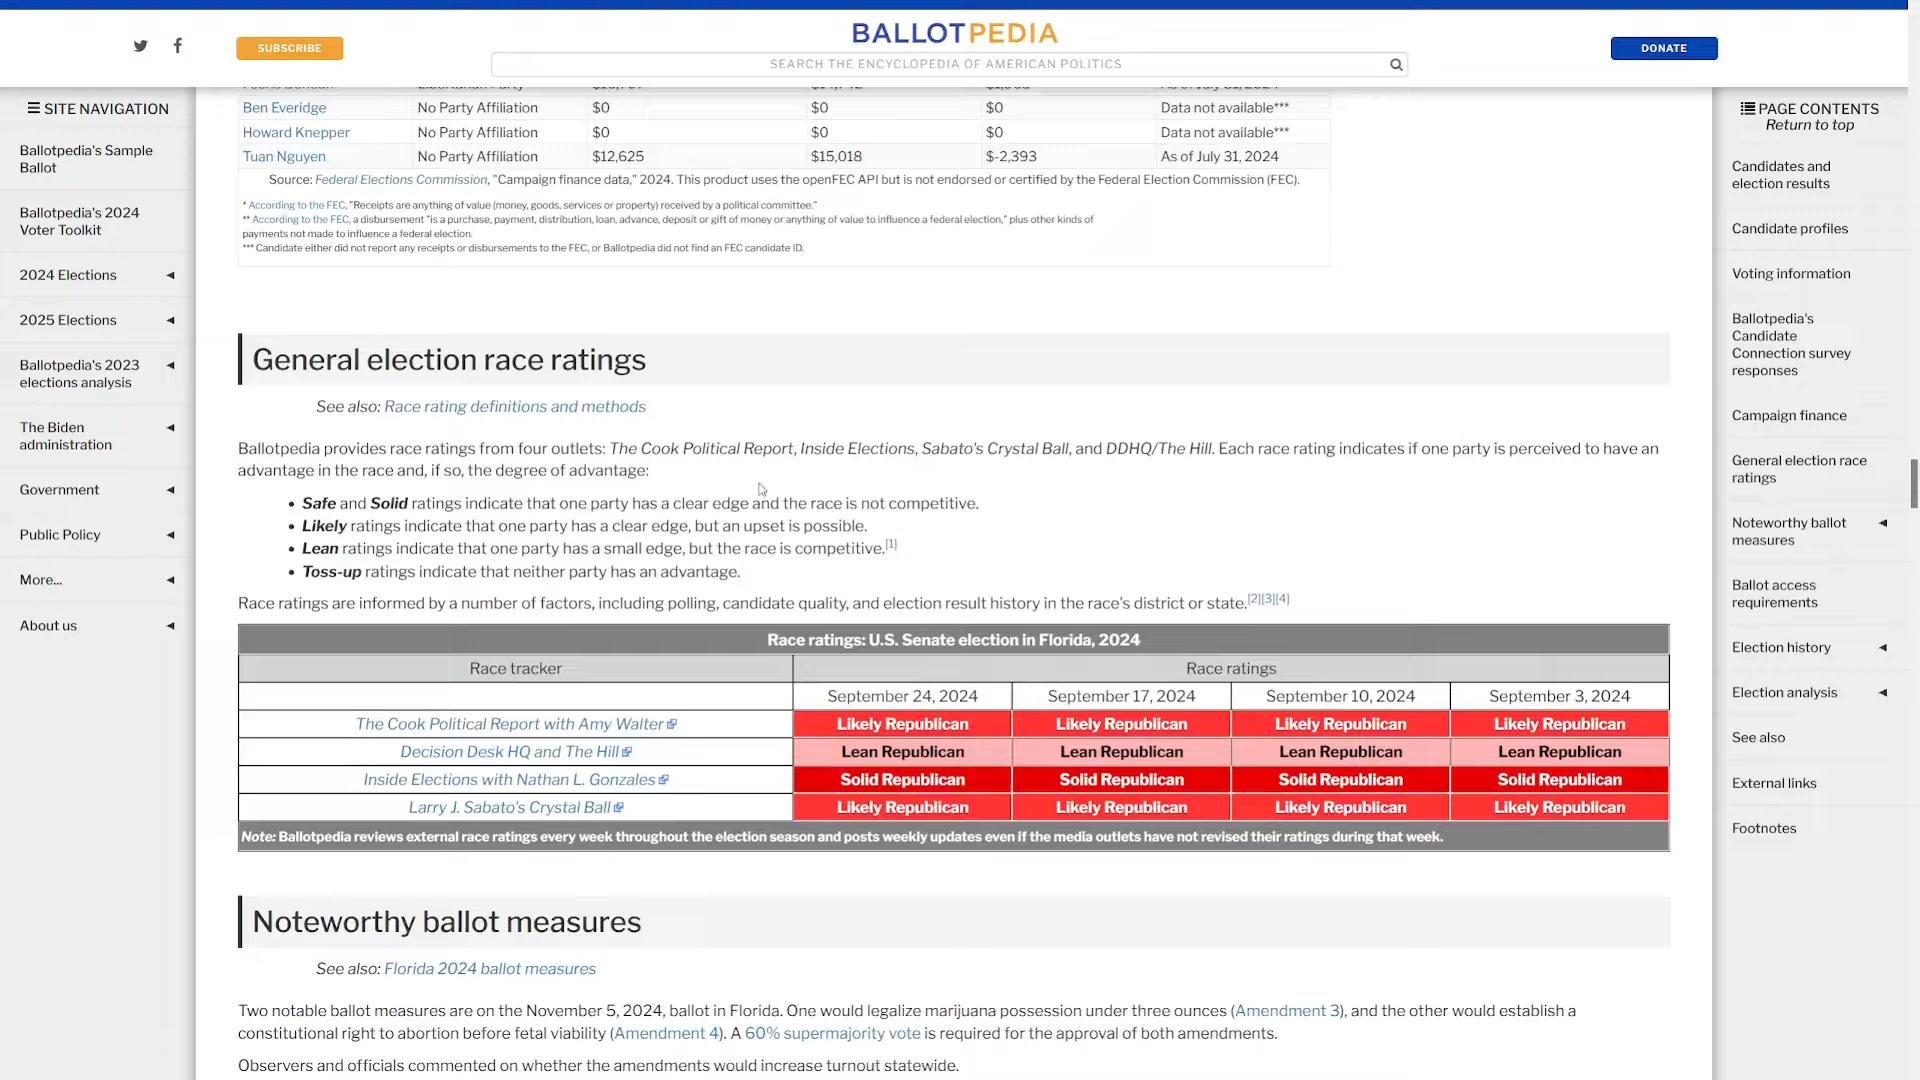 BALLOTPEDIA
SUBSCRIBE
SEARCH THE ENCYCLOPEDIA OF AMERICAN POLITICS
DONATE
SITE NAVIGATION
Ballotpedia's Sample
Ballot
Ballotpedia's 2024
Voter Toolkit
2024 Elections
2025 Elections
Ballotpedia's 2023
elections analysis
The Biden
administration
Government
Public Policy
More...
About us
Ben Everidge No Party Affiliation $0 $0 $0 Data not available***
Howard Knepper No Party Affiliation $0 $0 $0 Data not available***
Tuan Nguyen No Party Affiliation $12,625 $15,018 $-2,393 As of July 31, 2024
Source: Federal Elections Commission, "Campaign finance data," 2024. This product uses the openFEC API but is not endorsed or certified by the Federal Election Commission (FEC).
* According to the FEC, "Receipts are anything of value (money, goods, services or property) received by a political committee."
** According to the FEC, a disbursement "is a purchase, payment, distribution, loan, advance, deposit or gift of money or anything of value to influence a federal election," plus other kinds of
payments not made to influence a federal election.
*** Candidate either did not report any receipts or disbursements to the FEC, or Ballotpedia did not find an FEC candidate ID.
General election race ratings
See also: Race rating definitions and methods
Ballotpedia provides race ratings from four outlets: The Cook Political Report, Inside Elections, Sabato's Crystal Ball, and DDHQ/The Hill. Each race rating indicates if one party is perceived to have an
advantage in the race and, if so, the degree of advantage:
• Safe and Solid ratings indicate that one party has a clear edge and the race is not competitive.
• Likely ratings indicate that one party has a clear edge, but an upset is possible.
• Lean ratings indicate that one party has a small edge, but the race is competitive.[1]
• Toss-up ratings indicate that neither party has an advantage.
Race ratings are informed by a number of factors, including polling, candidate quality, and election result history in the race's district or state.[2][3][4]
Race ratings: U.S. Senate election in Florida, 2024
Race tracker Race ratings
September 24, 2024 September 17, 2024 September 10, 2024 September 3, 2024
The Cook Political Report with Amy Walter Likely Republican Likely Republican Likely Republican Likely Republican
Decision Desk HQ and The Hill Lean Republican Lean Republican Lean Republican Lean Republican
Inside Elections with Nathan L. Gonzales Solid Republican Solid Republican Solid Republican Solid Republican
Larry J. Sabato's Crystal Ball Likely Republican Likely Republican Likely Republican Likely Republican
Note: Ballotpedia reviews external race ratings every week throughout the election season and posts weekly updates even if the media outlets have not revised their ratings during that week.
Noteworthy ballot measures
See also: Florida 2024 ballot measures
Two notable ballot measures are on the November 5, 2024, ballot in Florida. One would legalize marijuana possession under three ounces (Amendment 3), and the other would establish a
constitutional right to abortion before fetal viability (Amendment 4). A 60% supermajority vote is required for the approval of both amendments.
Observers and officials commented on whether the amendments would increase turnout statewide.
PAGE CONTENTS
Return to top
Candidates and
election results
Candidate profiles
Voting information
Ballotpedia's
Candidate
Connection survey
responses
Campaign finance
General election race
ratings
Noteworthy ballot
measures
Ballot access
requirements
Election history
Election analysis
See also
External links
Footnotes